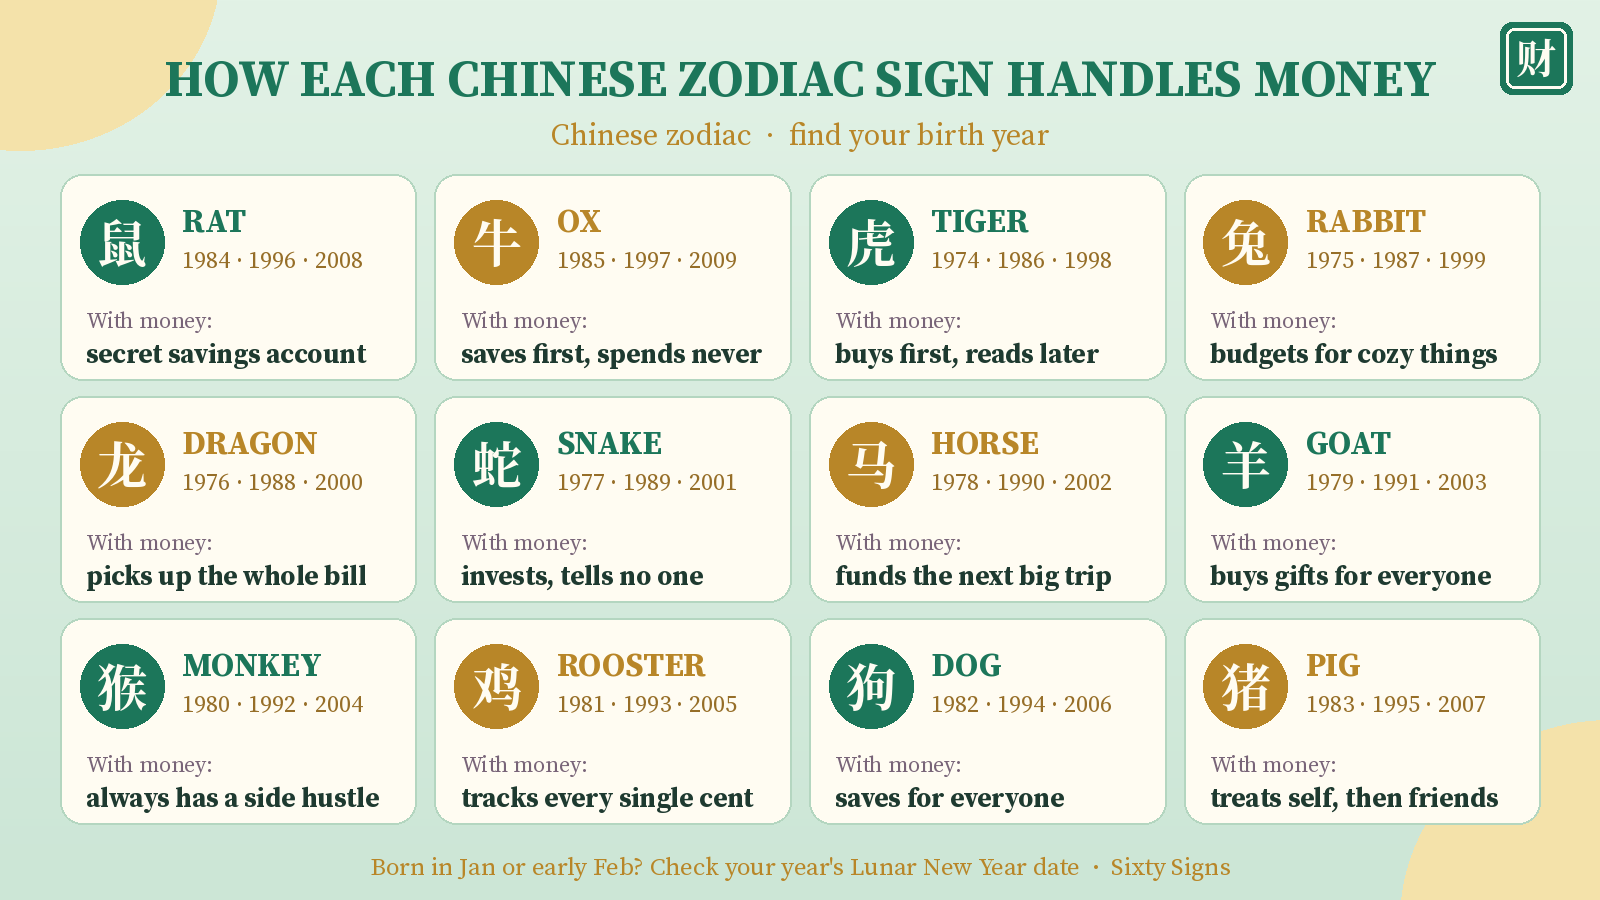 财
HOW EACH CHINESE ZODIAC SIGN HANDLES MONEY
Chinese zodiac · find your birth year
鼠
RAT
1984 · 1996 · 2008
With money:
secret savings account
牛
OX
1985 · 1997 · 2009
With money:
saves first, spends never
虎
TIGER
1974 · 1986 · 1998
With money:
buys first, reads later
兔
RABBIT
1975 · 1987 · 1999
With money:
budgets for cozy things
龙
DRAGON
1976 · 1988 · 2000
With money:
picks up the whole bill
蛇
SNAKE
1977 · 1989 · 2001
With money:
invests, tells no one
马
HORSE
1978 · 1990 · 2002
With money:
funds the next big trip
羊
GOAT
1979 · 1991 · 2003
With money:
buys gifts for everyone
猴
MONKEY
1980 · 1992 · 2004
With money:
always has a side hustle
鸡
ROOSTER
1981 · 1993 · 2005
With money:
tracks every single cent
狗
DOG
1982 · 1994 · 2006
With money:
saves for everyone
猪
PIG
1983 · 1995 · 2007
With money:
treats self, then friends
Born in Jan or early Feb? Check your year's Lunar New Year date · Sixty Signs